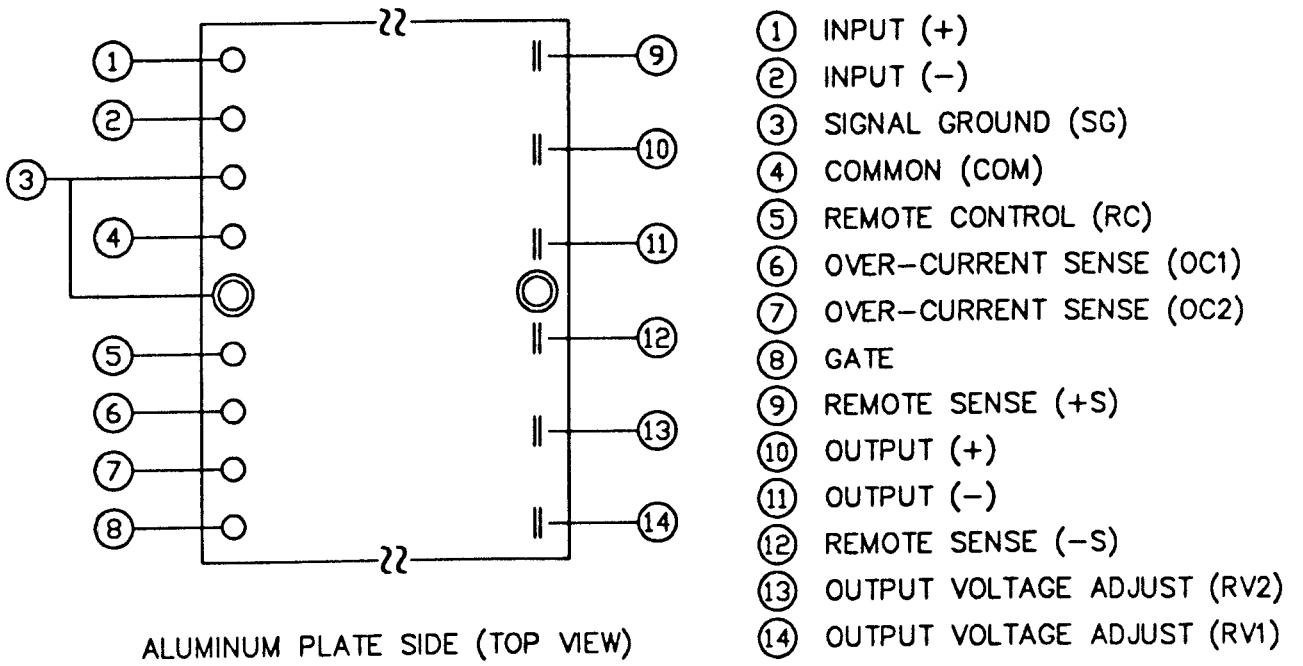 1
2
3
4
5
6
7
8
9
10
11
12
13
14
ALUMINUM PLATE SIDE (TOP VIEW)
1 INPUT (+)
2 INPUT (−)
3 SIGNAL GROUND (SG)
4 COMMON (COM)
5 REMOTE CONTROL (RC)
6 OVER−CURRENT SENSE (OC1)
7 OVER−CURRENT SENSE (OC2)
8 GATE
9 REMOTE SENSE (+S)
10 OUTPUT (+)
11 OUTPUT (−)
12 REMOTE SENSE (−S)
13 OUTPUT VOLTAGE ADJUST (RV2)
14 OUTPUT VOLTAGE ADJUST (RV1)